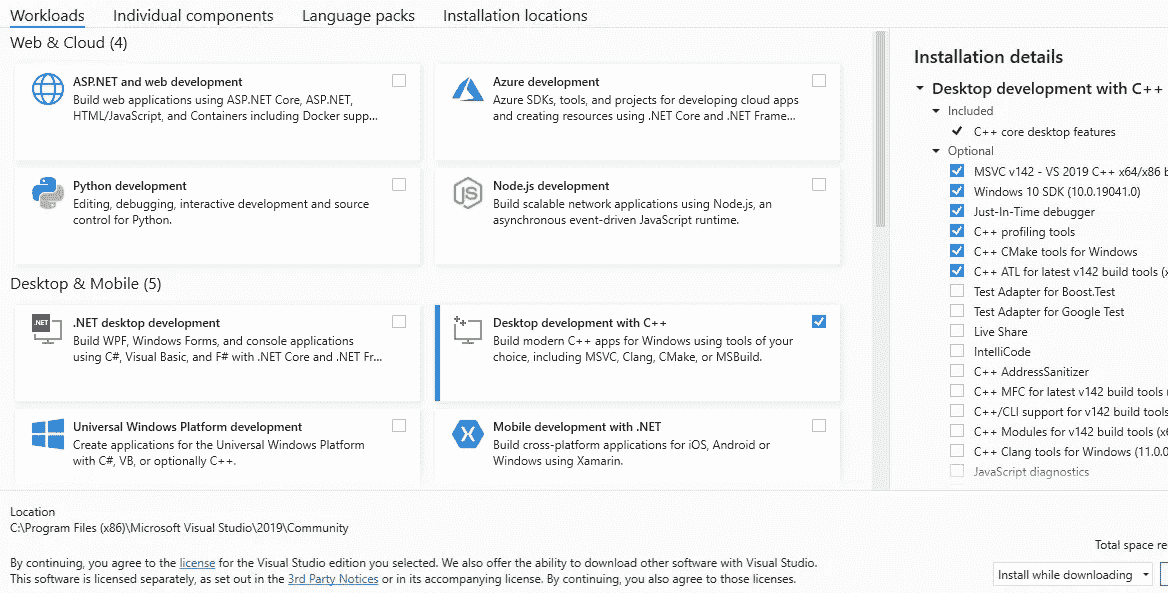 Workloads Individual components Language packs Installation locations
Web & Cloud (4)
ASP.NET and web development
Build web applications using ASP.NET Core, ASP.NET,
HTML/JavaScript, and Containers including Docker supp...
Azure development
Azure SDKs, tools, and projects for developing cloud apps
and creating resources using .NET Core and .NET Frame...
Python development
Editing, debugging, interactive development and source
control for Python.
JS
Node.js development
Build scalable network applications using Node.js, an
asynchronous event-driven JavaScript runtime.
Desktop & Mobile (5)
.NET
.NET desktop development
Build WPF, Windows Forms, and console applications
using C#, Visual Basic, and F# with .NET Core and .NET Fr...
Desktop development with C++
Build modern C++ apps for Windows using tools of your
choice, including MSVC, Clang, CMake, or MSBuild.
Universal Windows Platform development
Create applications for the Universal Windows Platform
with C#, VB, or optionally C++.
Mobile development with .NET
Build cross-platform applications for iOS, Android or
Windows using Xamarin.
Installation details
Desktop development with C++
Included
C++ core desktop features
Optional
MSVC v142 - VS 2019 C++ x64/x86 b
Windows 10 SDK (10.0.19041.0)
Just-In-Time debugger
C++ profiling tools
C++ CMake tools for Windows
C++ ATL for latest v142 build tools (x
Test Adapter for Boost.Test
Test Adapter for Google Test
Live Share
IntelliCode
C++ AddressSanitizer
C++ MFC for latest v142 build tools
C++/CLI support for v142 build tools
C++ Modules for v142 build tools (x6
C++ Clang tools for Windows (11.0.0
JavaScript diagnostics
Location
C:\Program Files (x86)\Microsoft Visual Studio\2019\Community
By continuing, you agree to the license for the Visual Studio edition you selected. We also offer the ability to download other software with Visual Studio.
This software is licensed separately, as set out in the 3rd Party Notices or in its accompanying license. By continuing, you also agree to those licenses.
Total space re
Install while downloading